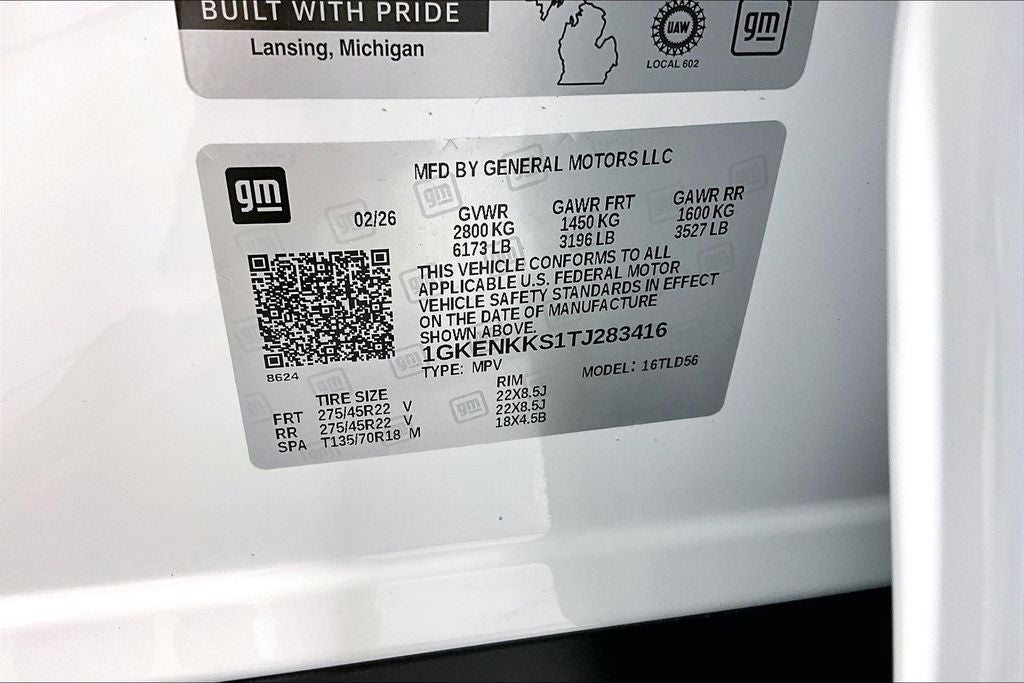 BUILT WITH PRIDE
Lansing, Michigan
UAW
LOCAL 602
gm
gm
MFD BY GENERAL MOTORS LLC
02/26
GVWR
2800 KG
6173 LB
GAWR FRT
1450 KG
3196 LB
GAWR RR
1600 KG
3527 LB
THIS VEHICLE CONFORMS TO ALL
APPLICABLE U.S. FEDERAL MOTOR
VEHICLE SAFETY STANDARDS IN EFFECT
ON THE DATE OF MANUFACTURE
SHOWN ABOVE.
1GKENKKS1TJ283416
TYPE: MPV
MODEL: 16TLD56
8624
TIRE SIZE RIM
FRT 275/45R22 V 22X8.5J
RR 275/45R22 V 22X8.5J
SPA T135/70R18 M 18X4.5B